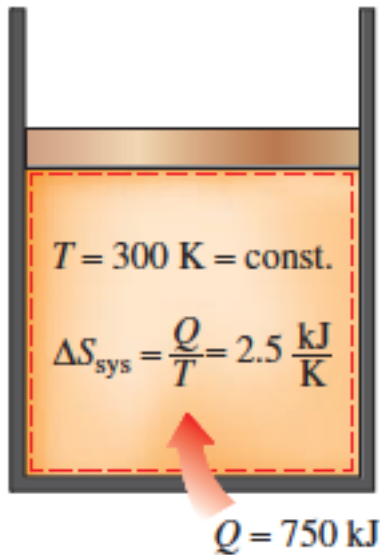 T = 300 K = const.
ΔS_sys = Q/T = 2.5 kJ/K
Q = 750 kJ